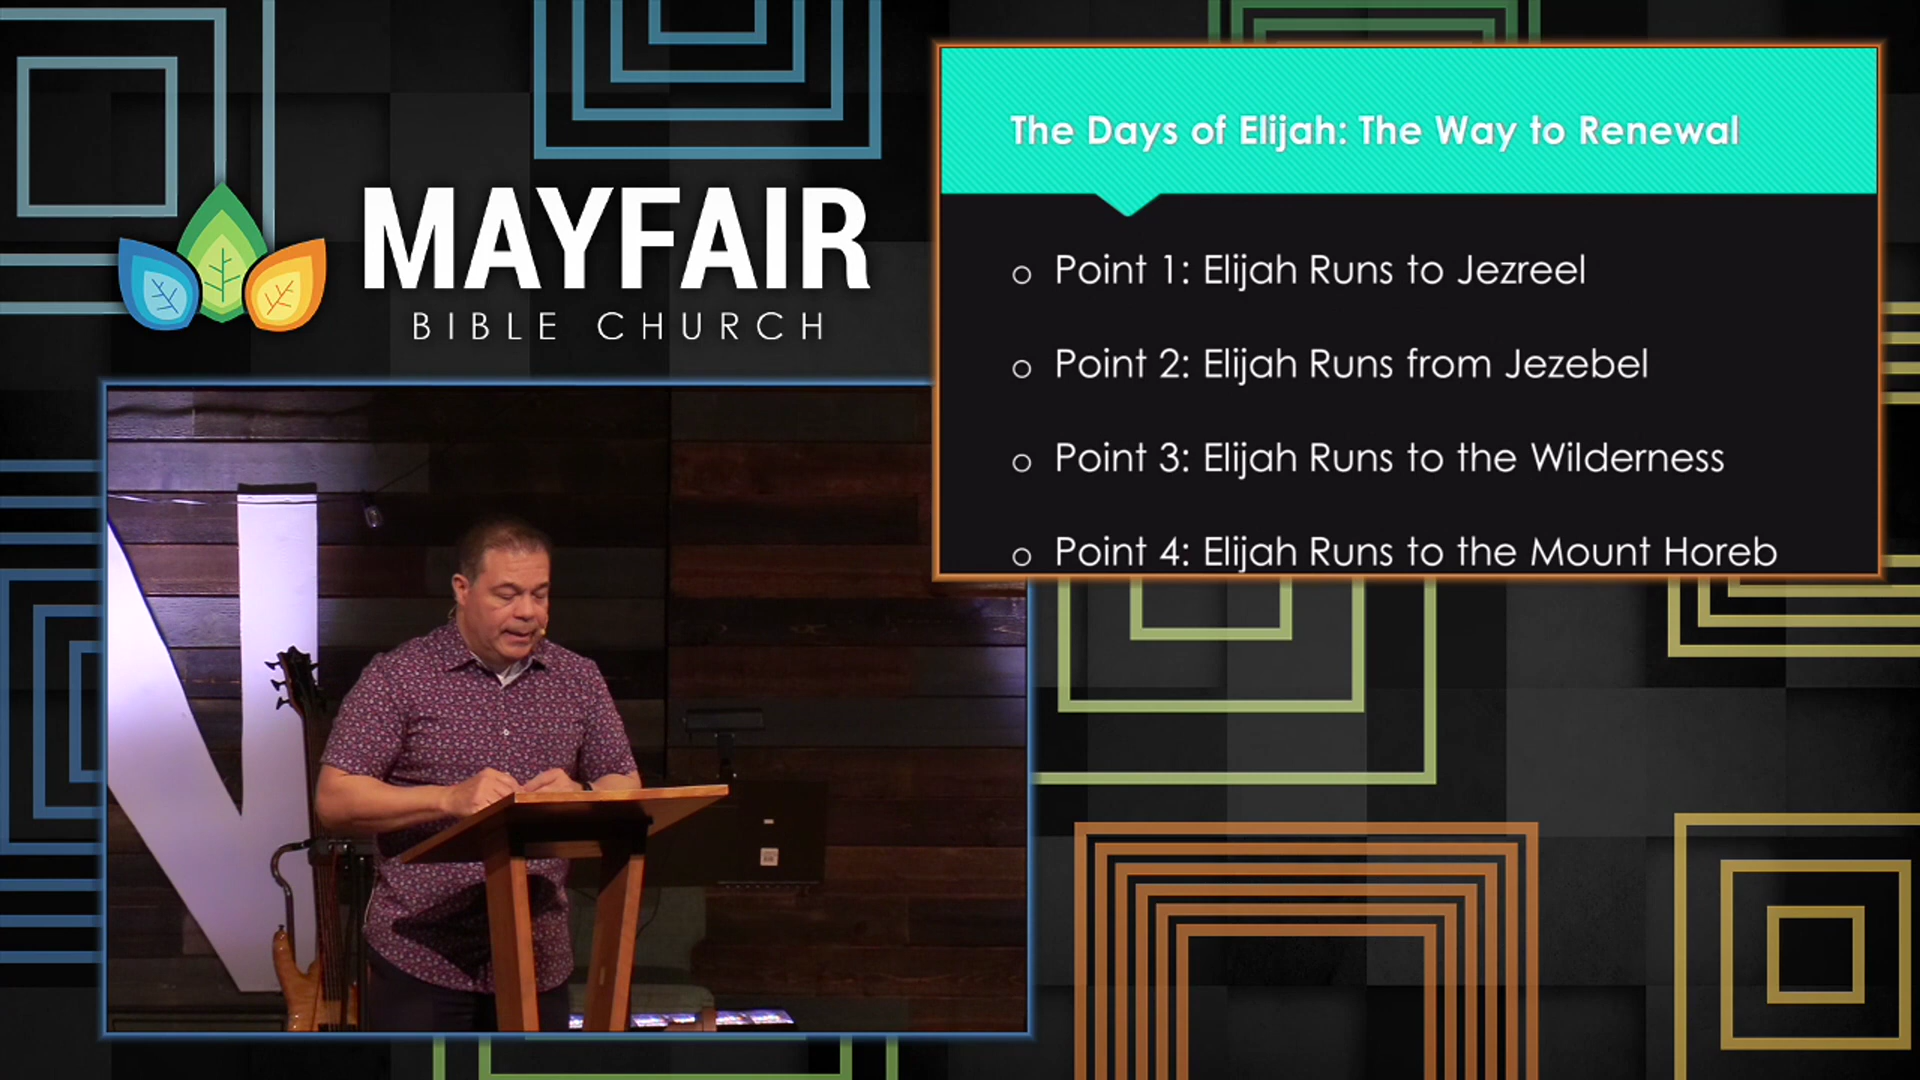 MAYFAIR
BIBLE CHURCH
The Days of Elijah: The Way to Renewal
Point 1: Elijah Runs to Jezreel
Point 2: Elijah Runs from Jezebel
Point 3: Elijah Runs to the Wilderness
Point 4: Elijah Runs to the Mount Horeb